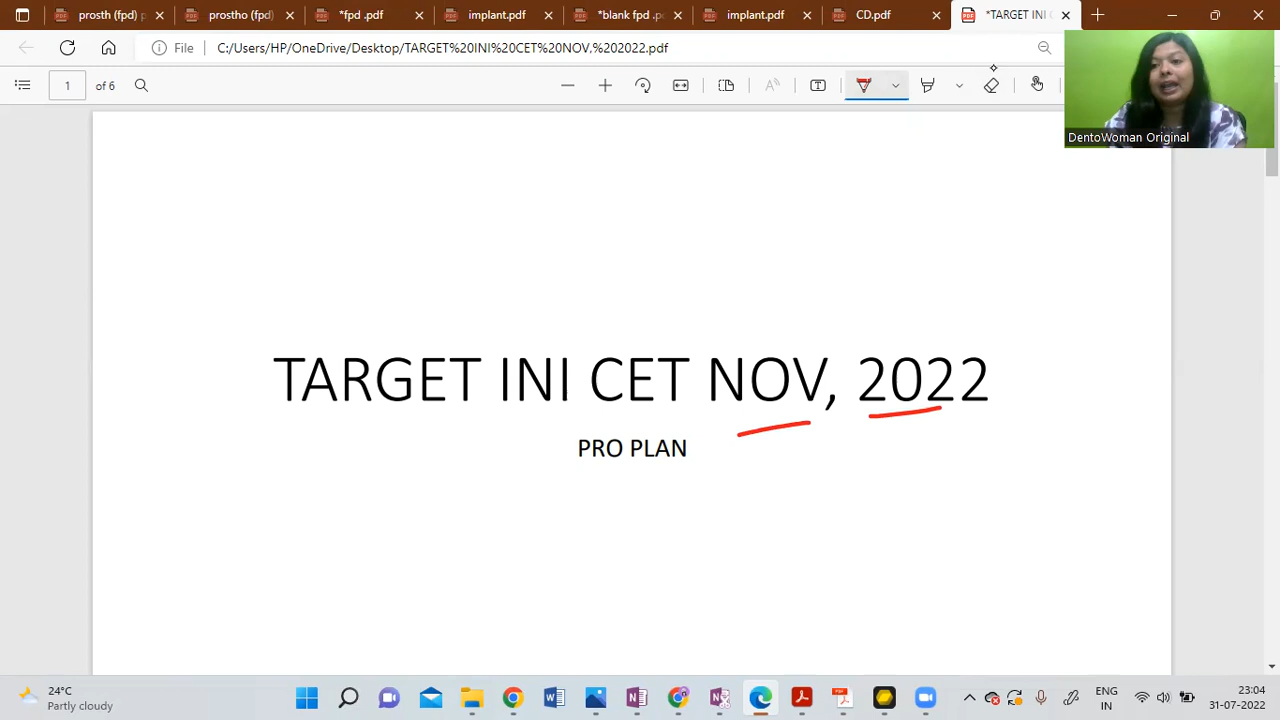 prosth (fpd) .p
prostho (fpd) .p
*fpd .pdf
implant.pdf
*blank fpd .pdf
implant.pdf
CD.pdf
*TARGET INI
File
C:/Users/HP/OneDrive/Desktop/TARGET%20INI%20CET%20NOV,%202022.pdf
1 of 6
DentoWoman Original
TARGET INI CET NOV, 2022
PRO PLAN
24°C
Partly cloudy
ENG
IN
23:04
31-07-2022